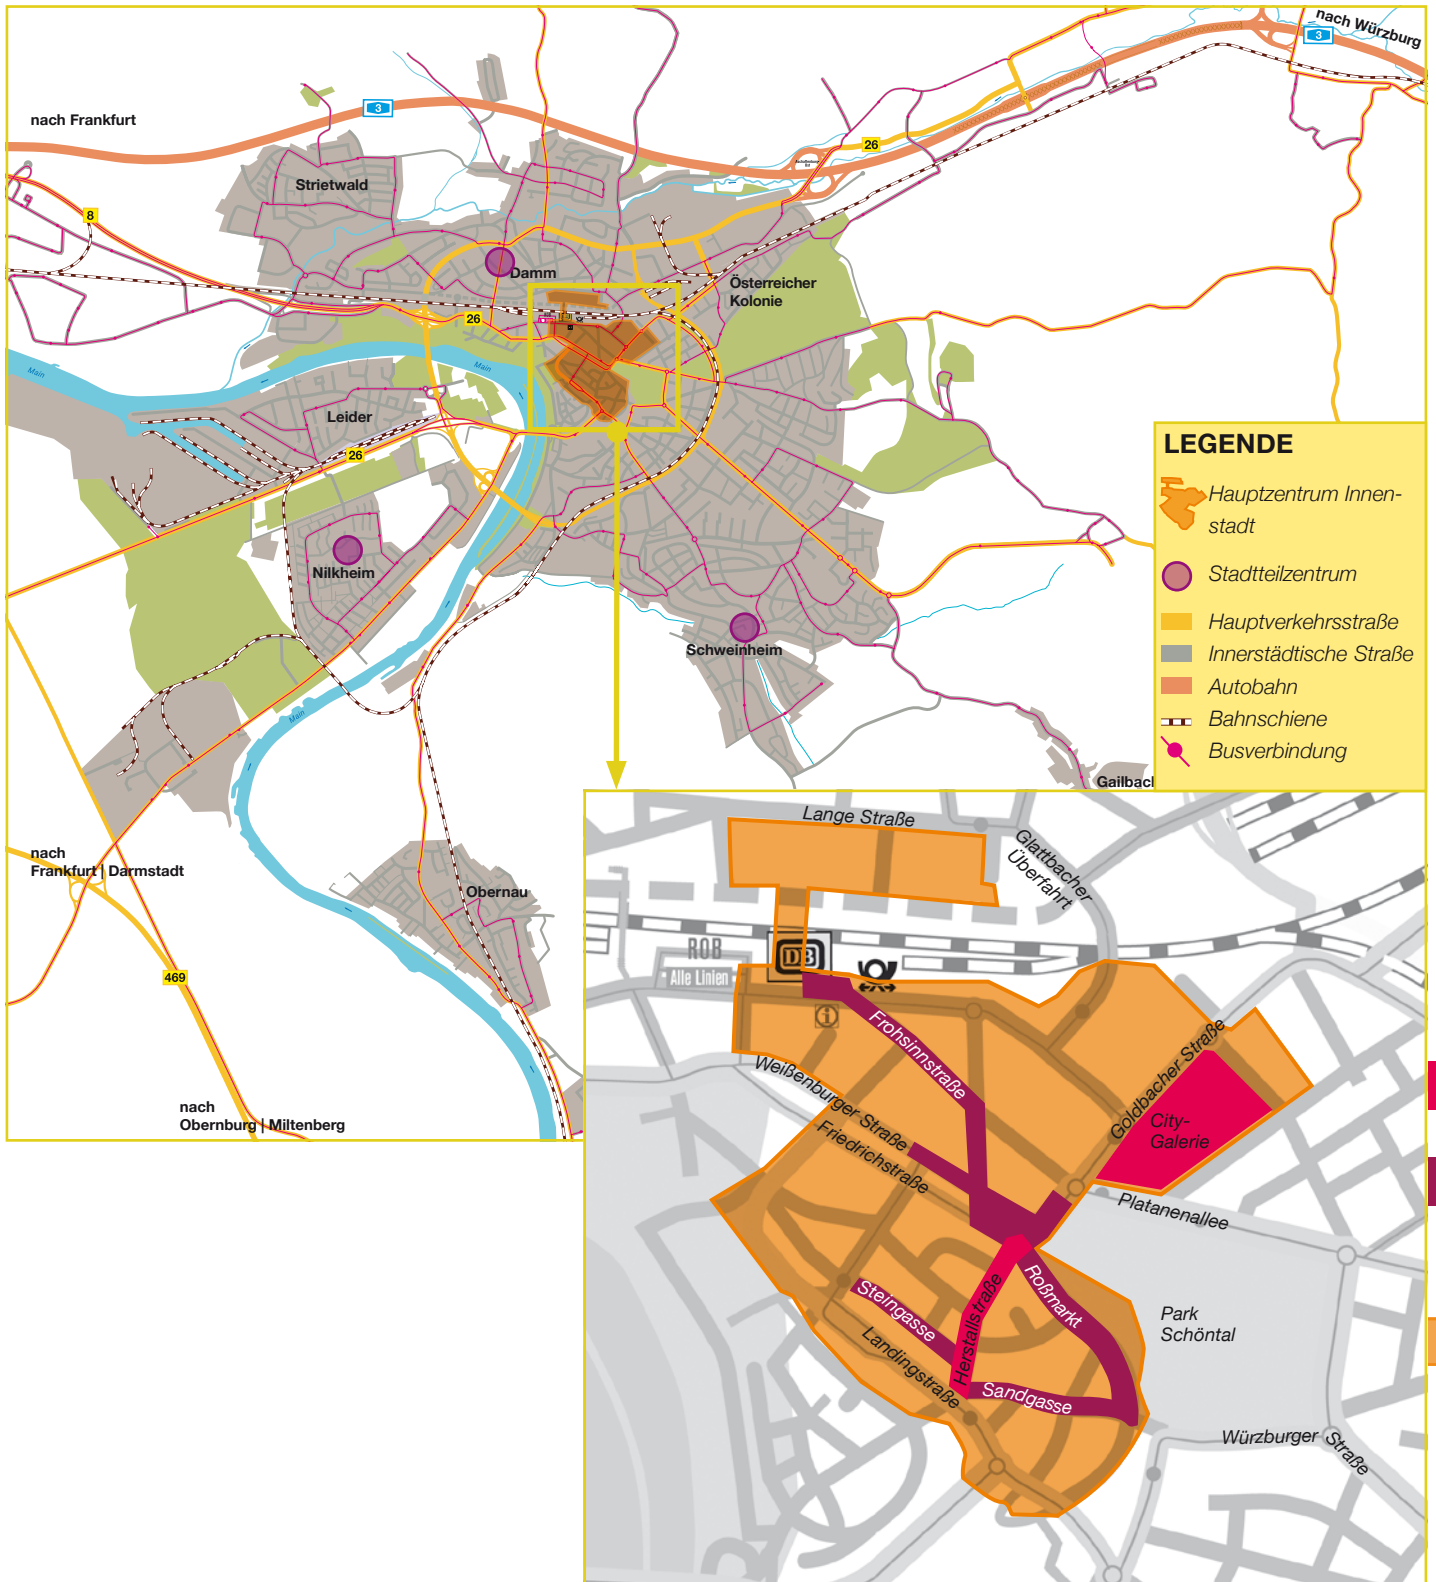 nach Würzburg
3
nach Frankfurt
3
26
Strietwald
8
Damm
Österreicher
Kolonie
26
Main
Main
Leider
26
Nilkheim
Schweinheim
Main
Gailbach
nach
Frankfurt | Darmstadt
Obernau
469
nach
Obernburg | Miltenberg
LEGENDE
Hauptzentrum Innen-
stadt
Stadtteilzentrum
Hauptverkehrsstraße
Innerstädtische Straße
Autobahn
Bahnschiene
Busverbindung
Lange Straße
Glattbacher
Überfahrt
ROB
Alle Linien
DB
i
Frohsinnstraße
Weißenburger Straße
Friedrichstraße
Goldbacher Straße
City-
Galerie
Platanenallee
Steingasse
Herstallstraße
Roßmarkt
Park
Schöntal
Landingstraße
Sandgasse
Würzburger Straße